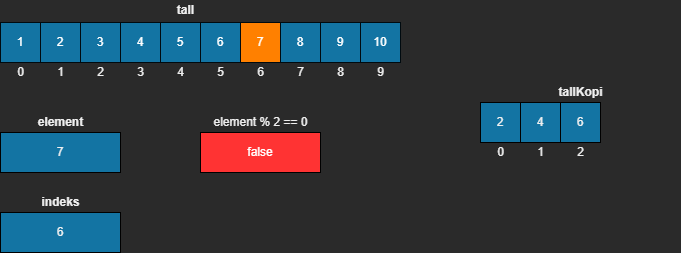 tall
1 2 3 4 5 6 7 8 9 10
0 1 2 3 4 5 6 7 8 9
tallKopi
2 4 6
0 1 2
element
7
element % 2 == 0
false
indeks
6